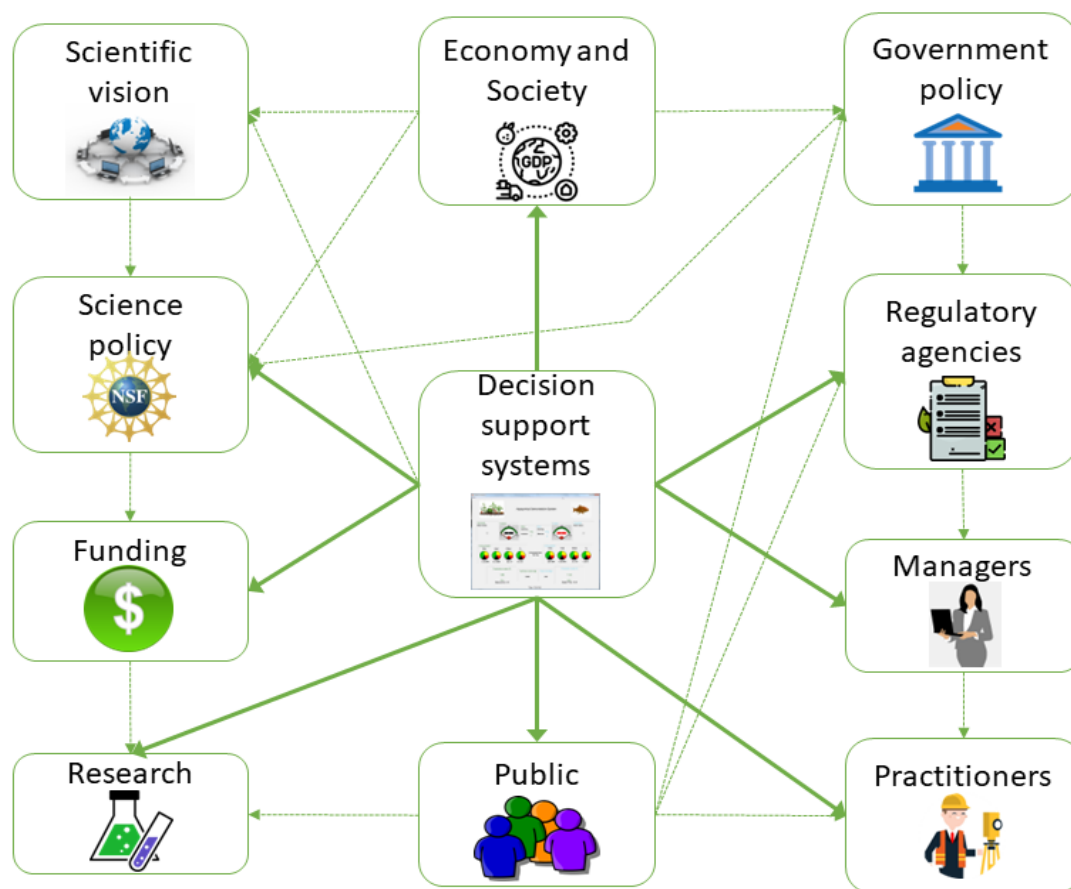 Scientific
vision
Economy and
Society
GDP
Government
policy
Science
policy
NSF
Regulatory
agencies
Decision
support
systems
Funding
$
Managers
Research
Public
Practitioners